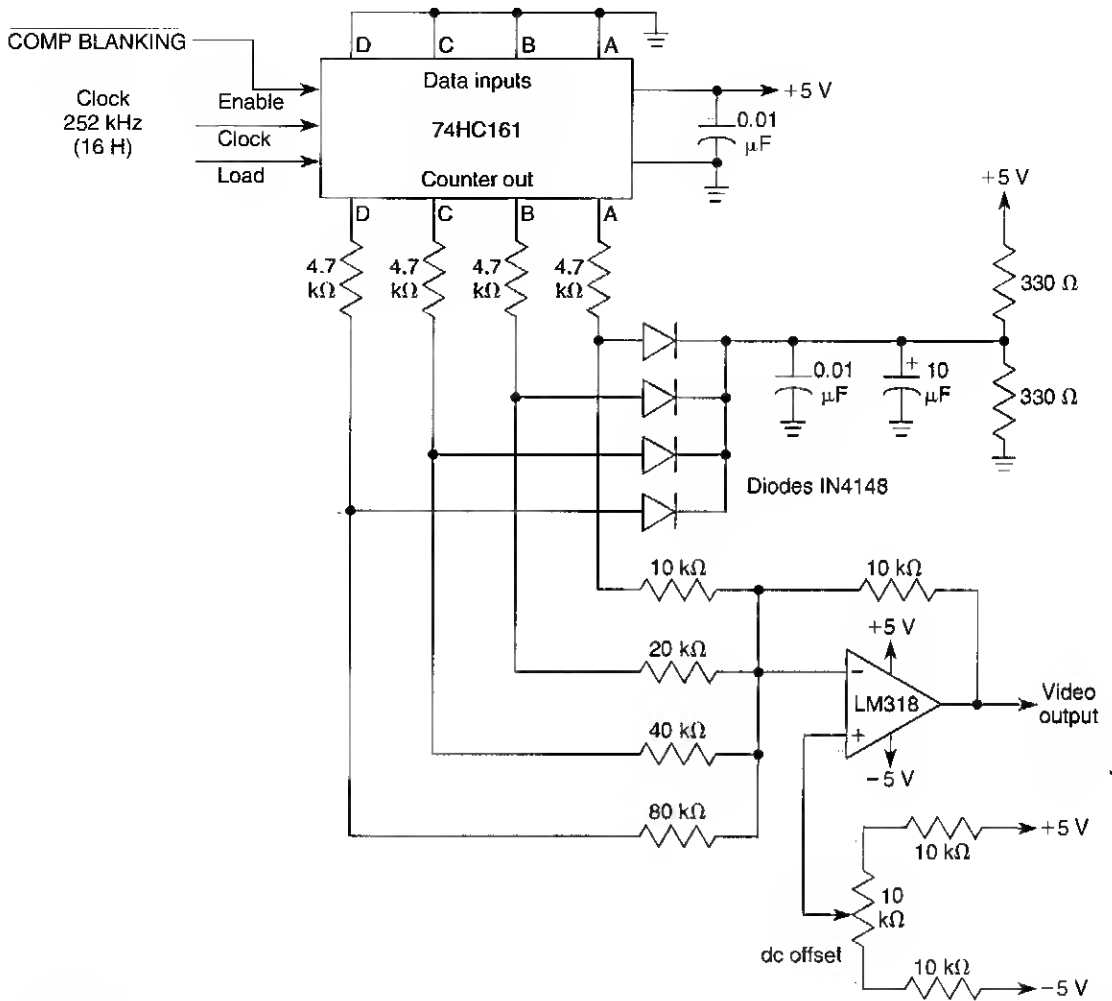 D C B A
COMP BLANKING
Data inputs
Clock
252 kHz
(16 H)
Enable
Clock
Load
74HC161
Counter out
+5 V
0.01
µF
D C B A
4.7
kΩ
4.7
kΩ
4.7
kΩ
4.7
kΩ
+5 V
330 Ω
330 Ω
0.01
µF
+
10
µF
Diodes IN4148
10 kΩ
10 kΩ
20 kΩ
40 kΩ
80 kΩ
+5 V
−
LM318
+
−5 V
Video
output
+5 V
10 kΩ
10
kΩ
dc offset
10 kΩ
−5 V